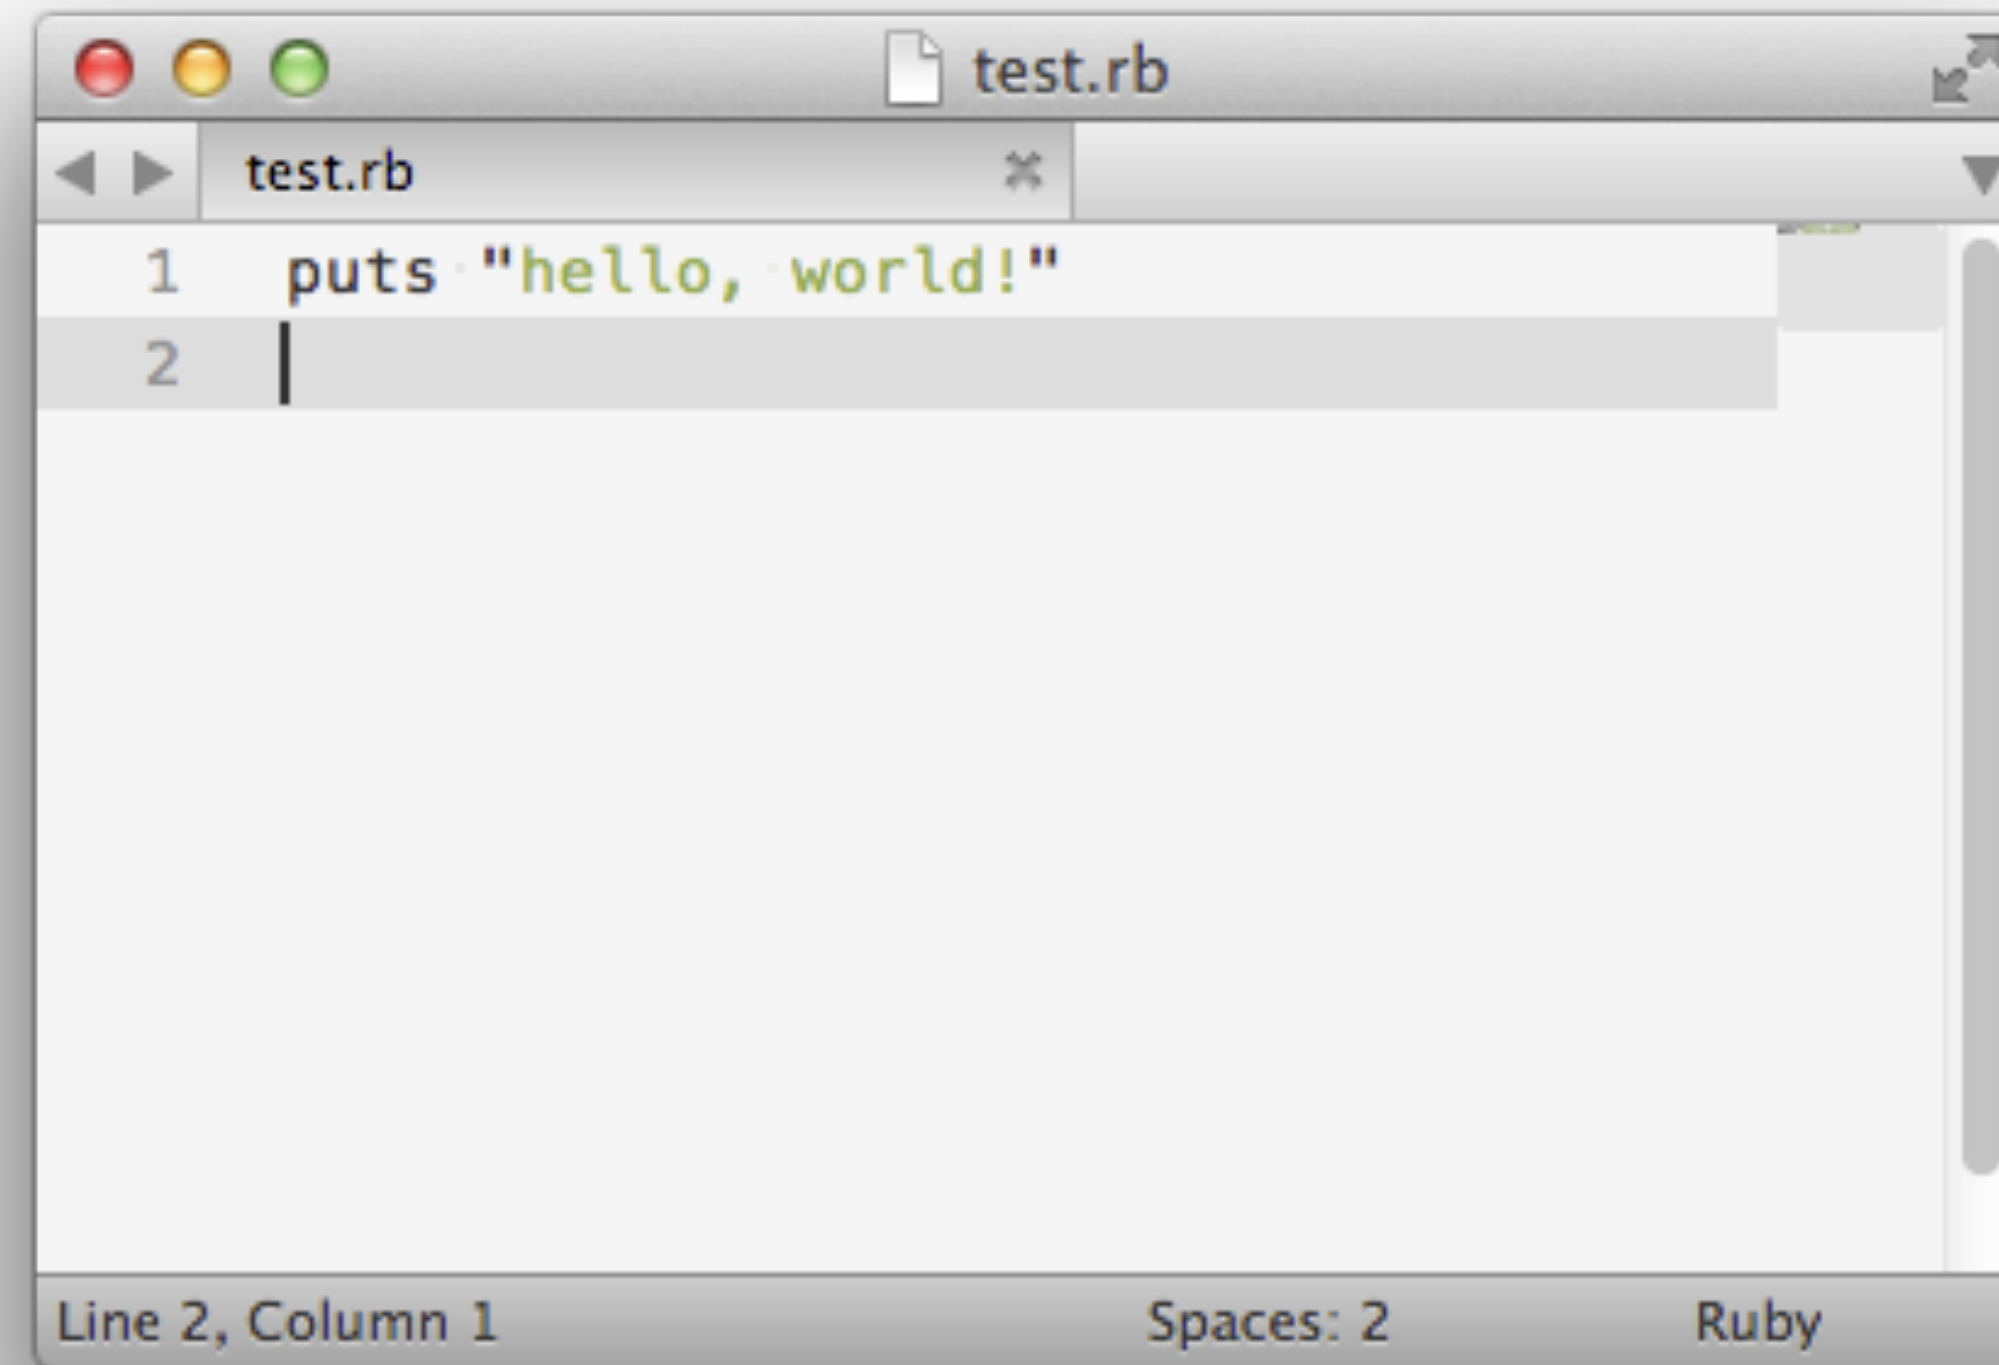 test.rb
test.rb
1 puts "hello, world!"
2
Line 2, Column 1 Spaces: 2 Ruby